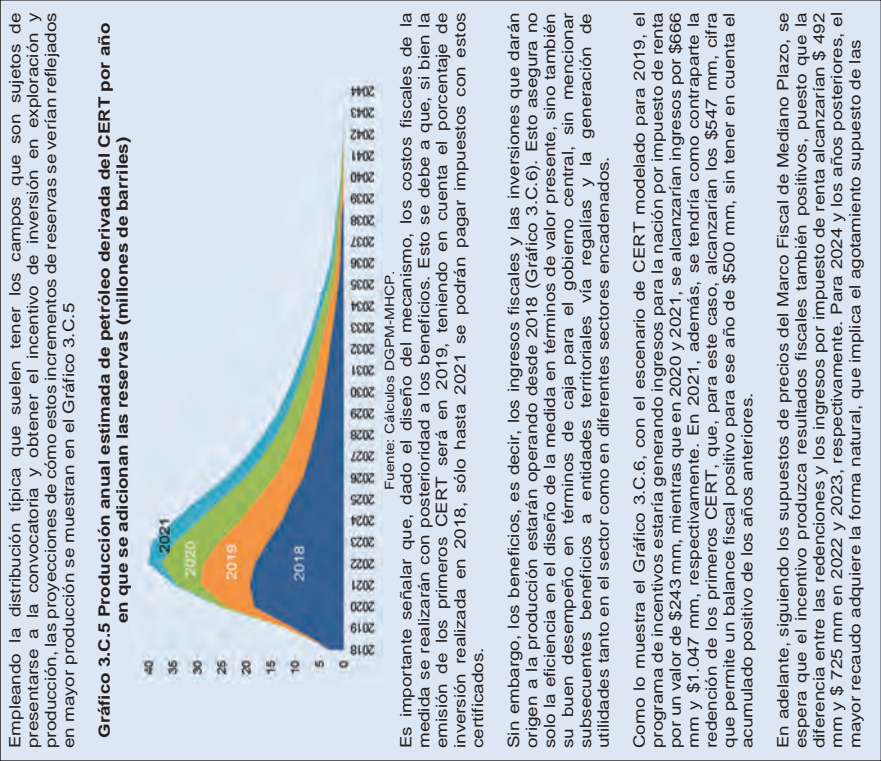 Empleando la distribución típica que suelen tener los campos que son sujetos de
presentarse a la convocatoria y obtener el incentivo de inversión en exploración y
producción, las proyecciones de cómo estos incrementos de reservas se verían reflejados
en mayor producción se muestran en el Gráfico 3.C.5
Gráfico 3.C.5 Producción anual estimada de petróleo derivada del CERT por año
en que se adicionan las reservas (millones de barriles)
40
35
30
25
20
15
10
5
0
2021
2020
2019
2018
2018 2019 2020 2021 2022 2023 2024 2025 2026 2027 2028 2029 2030 2031 2032 2033 2034 2035 2036 2037 2038 2039 2040 2041 2042 2043 2044
Fuente: Cálculos DGPM-MHCP.
Es importante señalar que, dado el diseño del mecanismo, los costos fiscales de la
medida se realizarán con posterioridad a los beneficios. Esto se debe a que, si bien la
emisión de los primeros CERT será en 2019, teniendo en cuenta el porcentaje de
inversión realizada en 2018, sólo hasta 2021 se podrán pagar impuestos con estos
certificados.
Sin embargo, los beneficios, es decir, los ingresos fiscales y las inversiones que darán
origen a la producción estarán operando desde 2018 (Gráfico 3.C.6). Esto asegura no
solo la eficiencia en el diseño de la medida en términos de valor presente, sino también
su buen desempeño en términos de caja para el gobierno central, sin mencionar
subsecuentes beneficios a entidades territoriales vía regalías y la generación de
utilidades tanto en el sector como en diferentes sectores encadenados.
Como lo muestra el Gráfico 3.C.6, con el escenario de CERT modelado para 2019, el
programa de incentivos estaría generando ingresos para la nación por impuesto de renta
por un valor de $243 mm, mientras que en 2020 y 2021, se alcanzarían ingresos por $666
mm y $1.047 mm, respectivamente. En 2021, además, se tendría como contraparte la
redención de los primeros CERT, que, para este caso, alcanzarían los $547 mm, cifra
que permite un balance fiscal positivo para ese año de $500 mm, sin tener en cuenta el
acumulado positivo de los años anteriores.
En adelante, siguiendo los supuestos de precios del Marco Fiscal de Mediano Plazo, se
espera que el incentivo produzca resultados fiscales también positivos, puesto que la
diferencia entre las redenciones y los ingresos por impuesto de renta alcanzarían $ 492
mm y $ 725 mm en 2022 y 2023, respectivamente. Para 2024 y los años posteriores, el
mayor recaudo adquiere la forma natural, que implica el agotamiento supuesto de las